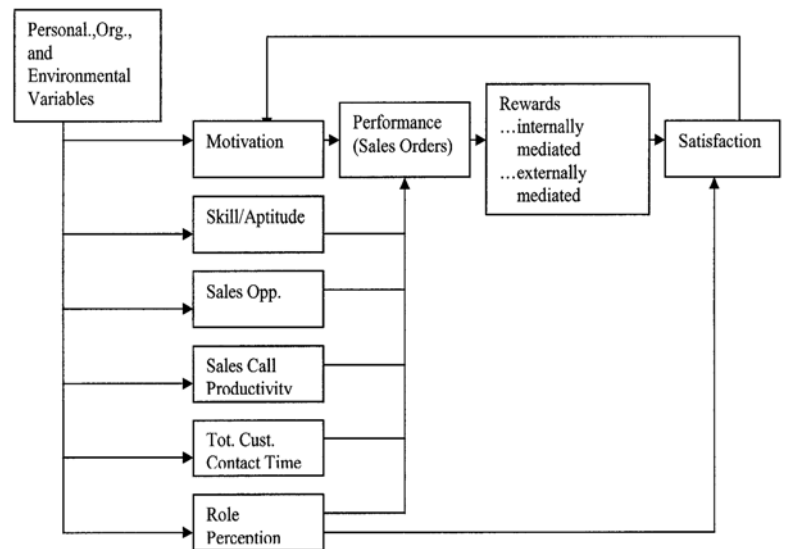 Personal.,Org.,
and
Environmental
Variables
Motivation
Performance
(Sales Orders)
Rewards
…internally
mediated
…externally
mediated
Satisfaction
Skill/Aptitude
Sales Opp.
Sales Call
Productivity
Tot. Cust.
Contact Time
Role
Percention